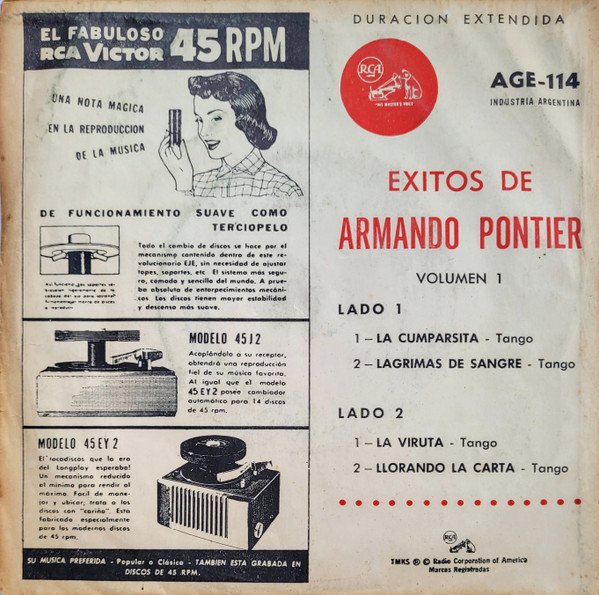 EL FABULOSO
RCA VICTOR 45 RPM
UNA NOTA MAGICA
EN LA REPRODUCCION
DE LA MUSICA
DE FUNCIONAMIENTO SUAVE COMO
TERCIOPELO
Todo el cambio de discos se hace por el
mecanismo contenido dentro de este re-
volucionario EJE, sin necesidad de ajustar
topes, soportes, etc. El sistema más segu-
ro, cómodo y sencillo del mundo. A prue-
ba absoluta de entorpecimientos mecáni-
cos. Los discos tienen mayor estabilidad
y descenso más suave.
MODELO 45J2
Acoplándolo a su receptor,
obtendrá una reproducción
fiel de su música favorita.
Al igual que el modelo
45EY2 posee cambiador
automático para 14 discos
de 45 rpm.
MODELO 45EY2
El tocadiscos que la era
del Longplay esperaba!
Un mecanismo reducido
al mínimo para rendir al
máximo. Fácil de mane-
jar y ubicar; trata a los
discos con "cariño". Está
fabricado especialmente
para los modernos discos
de 45 rpm.
SU MUSICA PREFERIDA - Popular o Clásica - TAMBIEN ESTA GRABADA EN
DISCOS DE 45 RPM.
DURACION EXTENDIDA
RCA
"HIS MASTER'S VOICE"
AGE-114
INDUSTRIA ARGENTINA
EXITOS DE
ARMANDO PONTIER
VOLUMEN 1
LADO 1
1 - LA CUMPARSITA - Tango
2 - LAGRIMAS DE SANGRE - Tango
LADO 2
1 - LA VIRUTA - Tango
2 - LLORANDO LA CARTA - Tango
RCA
TMKS ® © Radio Corporation of America
Marcas Registradas